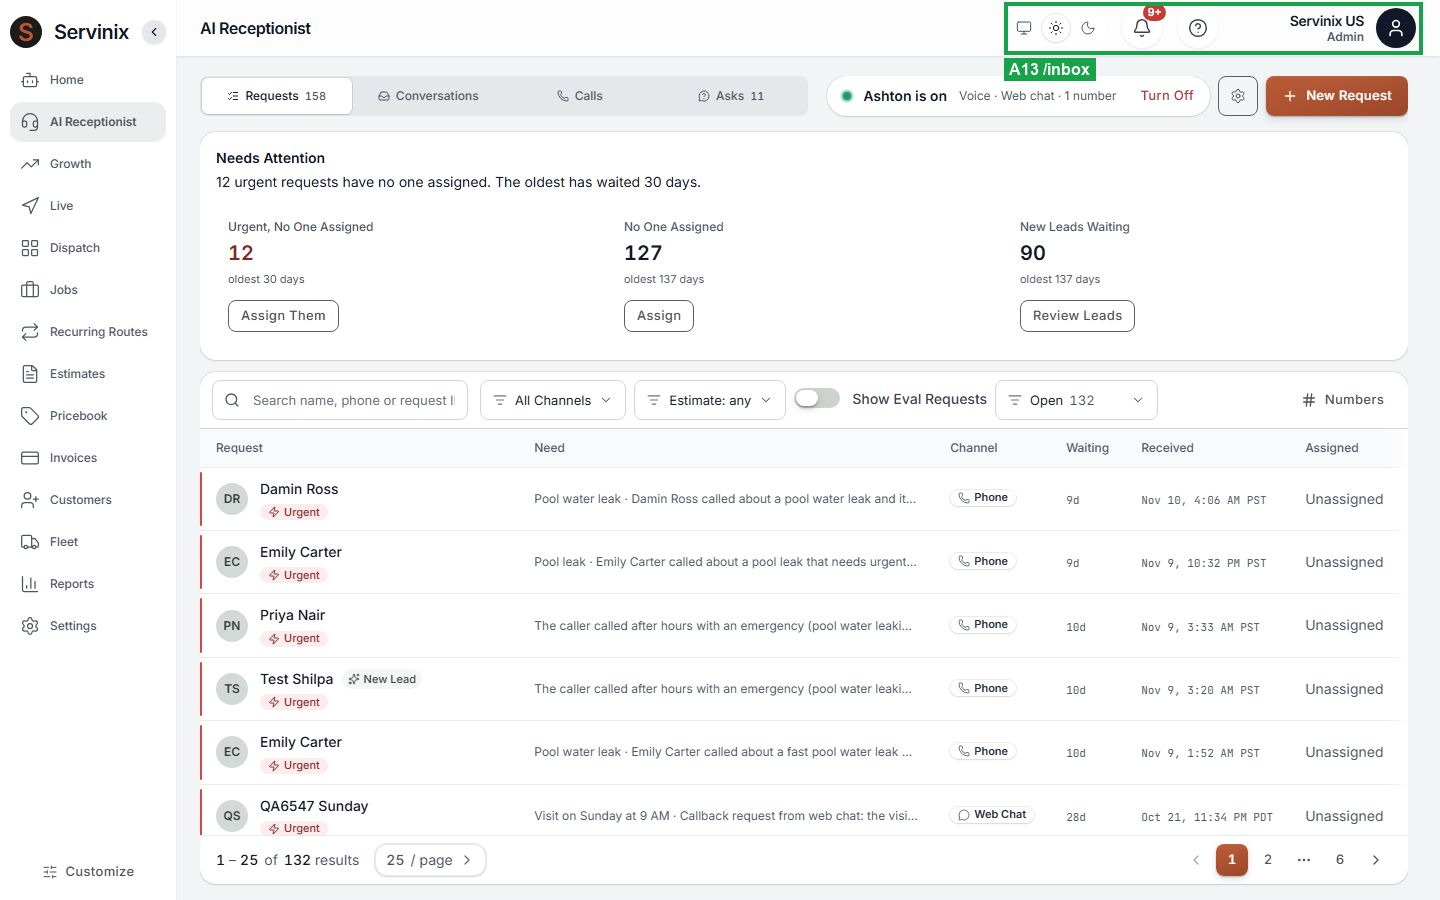 S Servinix
AI Receptionist
9+
Servinix US
Admin
A13 /inbox
Home
AI Receptionist
Growth
Live
Dispatch
Jobs
Recurring Routes
Estimates
Pricebook
Invoices
Customers
Fleet
Reports
Settings
Customize
Requests 158
Conversations
Calls
Asks 11
Ashton is on Voice · Web chat · 1 number Turn Off
New Request
Needs Attention
12 urgent requests have no one assigned. The oldest has waited 30 days.
Urgent, No One Assigned
12
oldest 30 days
Assign Them
No One Assigned
127
oldest 137 days
Assign
New Leads Waiting
90
oldest 137 days
Review Leads
Search name, phone or request
All Channels
Estimate: any
Show Eval Requests
Open 132
# Numbers
Request Need Channel Waiting Received Assigned
DR Damin Ross Pool water leak · Damin Ross called about a pool water leak and it... Phone 9d Nov 10, 4:06 AM PST Unassigned
Urgent
EC Emily Carter Pool leak · Emily Carter called about a pool leak that needs urgent... Phone 9d Nov 9, 10:32 PM PST Unassigned
Urgent
PN Priya Nair The caller called after hours with an emergency (pool water leaki... Phone 10d Nov 9, 3:33 AM PST Unassigned
Urgent
TS Test Shilpa New Lead The caller called after hours with an emergency (pool water leaki... Phone 10d Nov 9, 3:20 AM PST Unassigned
Urgent
EC Emily Carter Pool water leak · Emily Carter called about a fast pool water leak ... Phone 10d Nov 9, 1:52 AM PST Unassigned
Urgent
QS QA6547 Sunday Visit on Sunday at 9 AM · Callback request from web chat: the visi... Web Chat 28d Oct 21, 11:34 PM PDT Unassigned
Urgent
1 – 25 of 132 results
25 / page
1 2 ••• 6